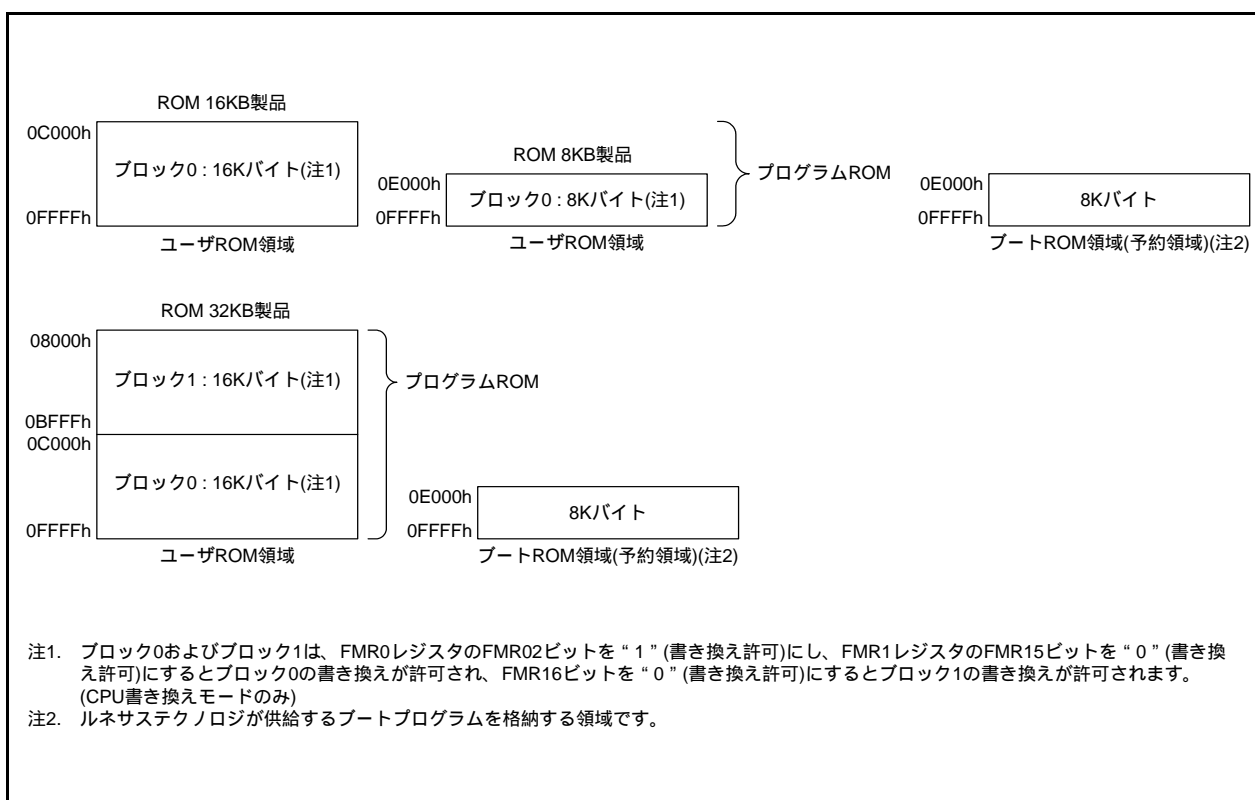 ROM 16KB製品
0C000h
ブロック0 : 16Kバイト(注1)
0FFFFh
ユーザROM領域
ROM 8KB製品
0E000h
ブロック0 : 8Kバイト(注1)
0FFFFh
ユーザROM領域
プログラムROM
0E000h
8Kバイト
0FFFFh
ブートROM領域(予約領域)(注2)
ROM 32KB製品
08000h
ブロック1 : 16Kバイト(注1)
0BFFFh
0C000h
ブロック0 : 16Kバイト(注1)
0FFFFh
ユーザROM領域
プログラムROM
0E000h
8Kバイト
0FFFFh
ブートROM領域(予約領域)(注2)
注1. ブロック0およびブロック1は、FMR0レジスタのFMR02ビットを“1”(書き換え許可)にし、FMR1レジスタのFMR15ビットを“0”(書き換
え許可)にするとブロック0の書き換えが許可され、FMR16ビットを“0”(書き換え許可)にするとブロック1の書き換えが許可されます。
(CPU書き換えモードのみ)
注2. ルネサステクノロジが供給するブートプログラムを格納する領域です。